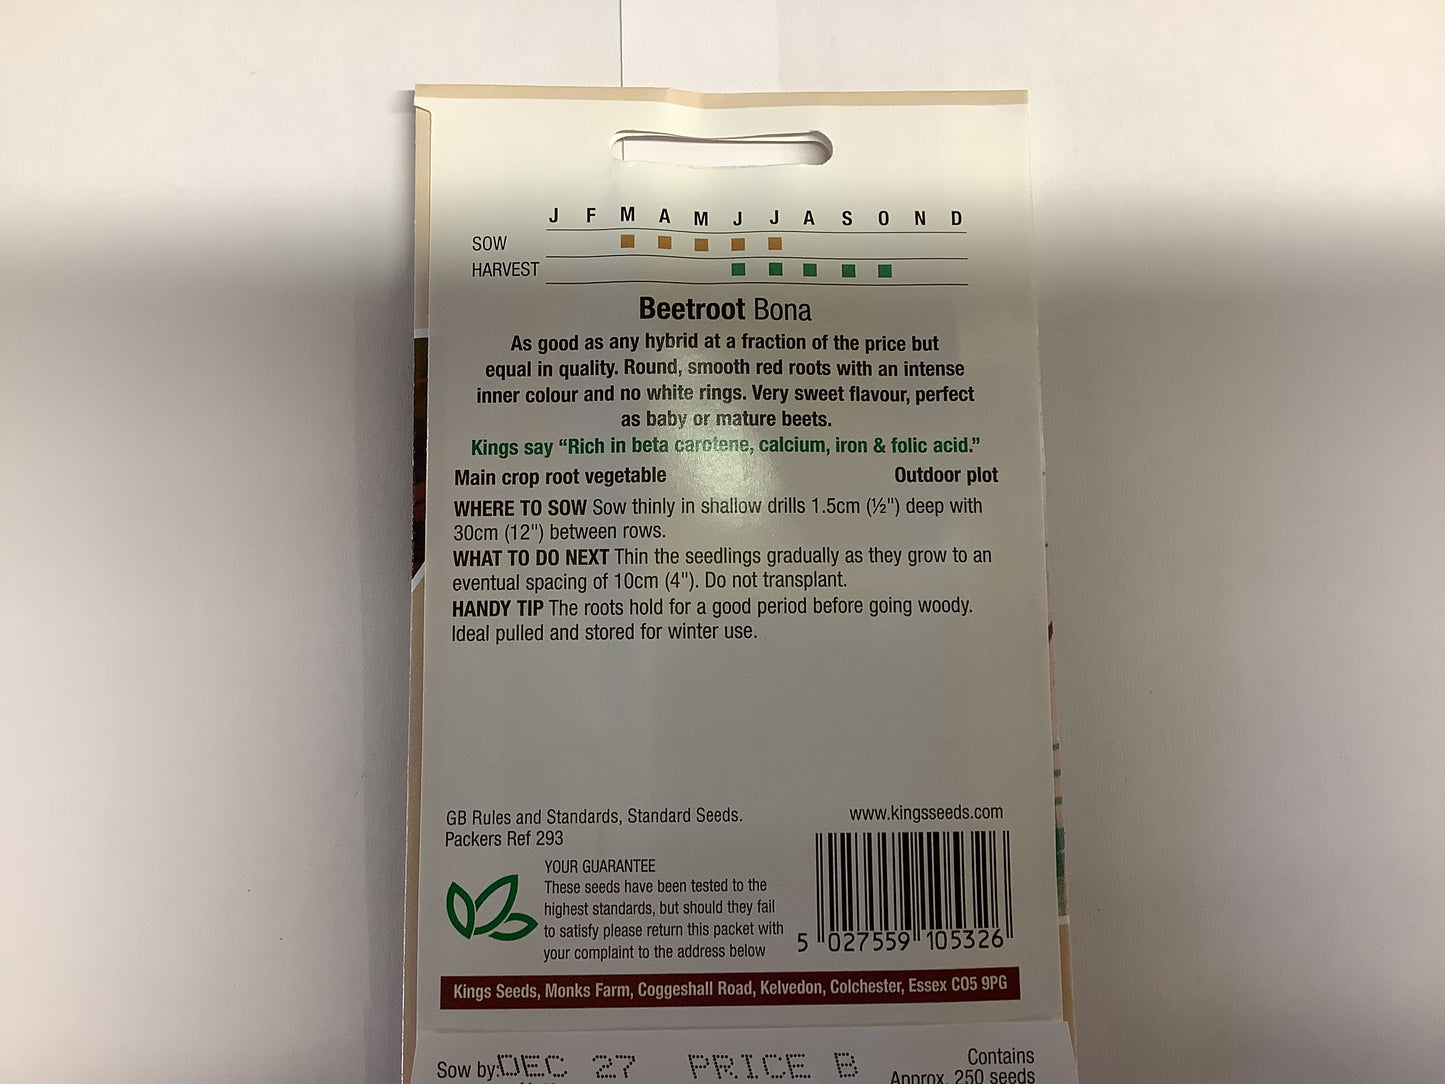 J F M A M J J A S O N D
SOW
HARVEST
Beetroot Bona
As good as any hybrid at a fraction of the price but
equal in quality. Round, smooth red roots with an intense
inner colour and no white rings. Very sweet flavour, perfect
as baby or mature beets.
Kings say “Rich in beta carotene, calcium, iron & folic acid.”
Main crop root vegetable Outdoor plot
WHERE TO SOW Sow thinly in shallow drills 1.5cm (½") deep with
30cm (12") between rows.
WHAT TO DO NEXT Thin the seedlings gradually as they grow to an
eventual spacing of 10cm (4"). Do not transplant.
HANDY TIP The roots hold for a good period before going woody.
Ideal pulled and stored for winter use.
GB Rules and Standards, Standard Seeds.
Packers Ref 293
www.kingsseeds.com
YOUR GUARANTEE
These seeds have been tested to the
highest standards, but should they fail
to satisfy please return this packet with
your complaint to the address below
5 027559 105326
Kings Seeds, Monks Farm, Coggeshall Road, Kelvedon, Colchester, Essex CO5 9PG
Sow by: DEC 27 PRICE B
Contains
Approx. 250 seeds